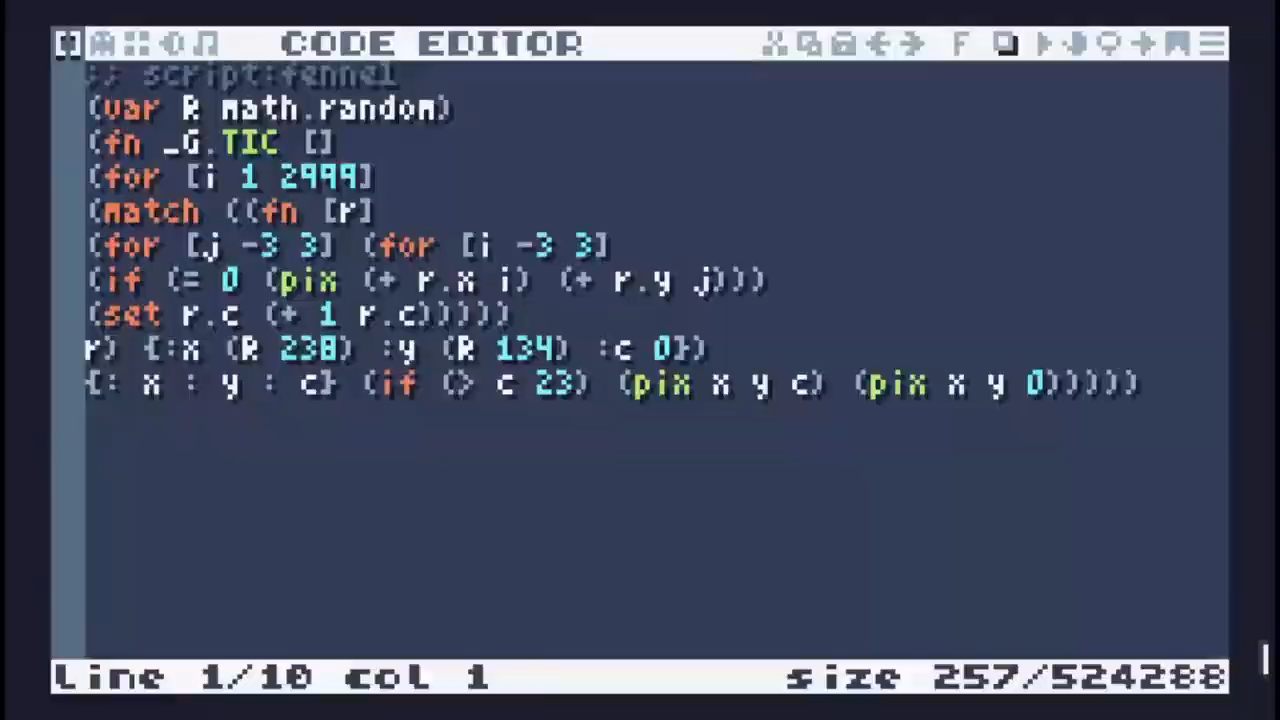 CODE EDITOR F
;; script:fennel
(var R math.random)
(fn _G.TIC []
(for [i 1 2999]
(match ((fn [r]
(for [j -3 3] (for [i -3 3]
(if (= 0 (pix (+ r.x i) (+ r.y j)))
(set r.c (+ 1 r.c)))))
r) {:x (R 238) :y (R 134) :c 0})
{: x : y : c} (if (> c 23) (pix x y c) (pix x y 0)))))
line 1/10 col 1 size 257/524288